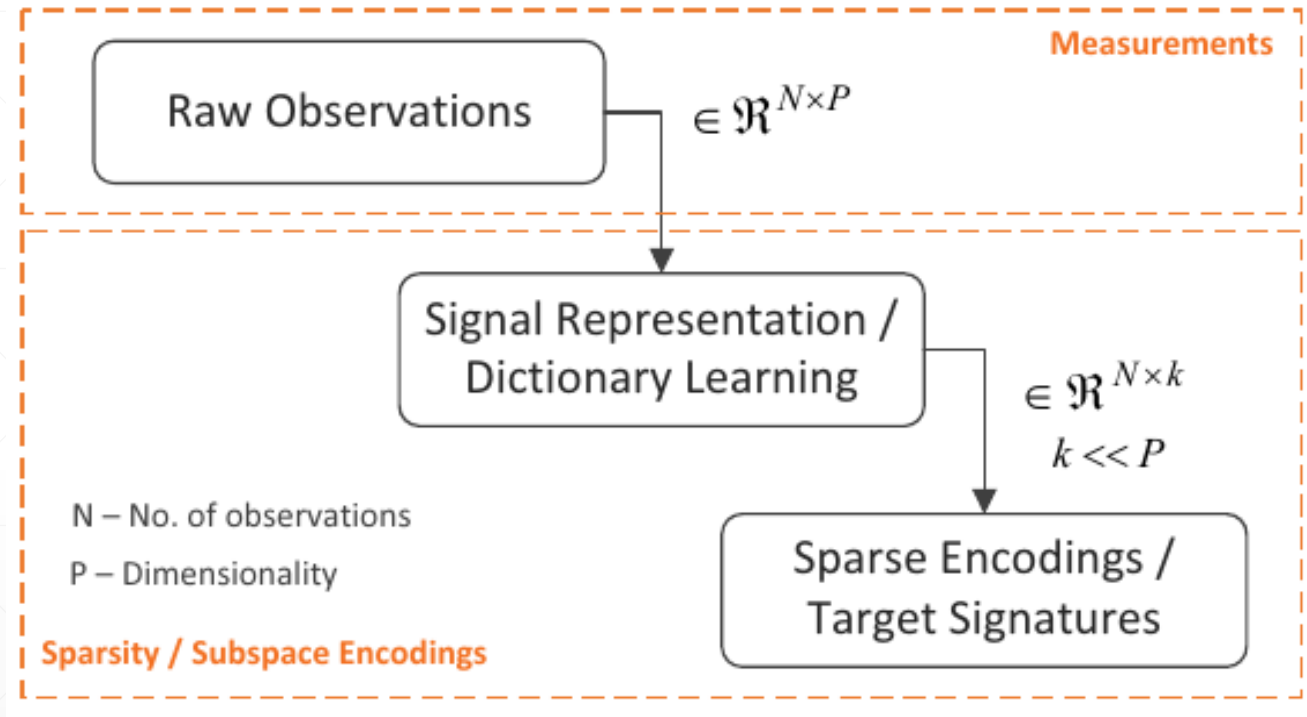 Measurements
Raw Observations
∈ ℜ^{N×P}
Signal Representation /
Dictionary Learning
∈ ℜ^{N×k}
k << P
N – No. of observations
P – Dimensionality
Sparse Encodings /
Target Signatures
Sparsity / Subspace Encodings